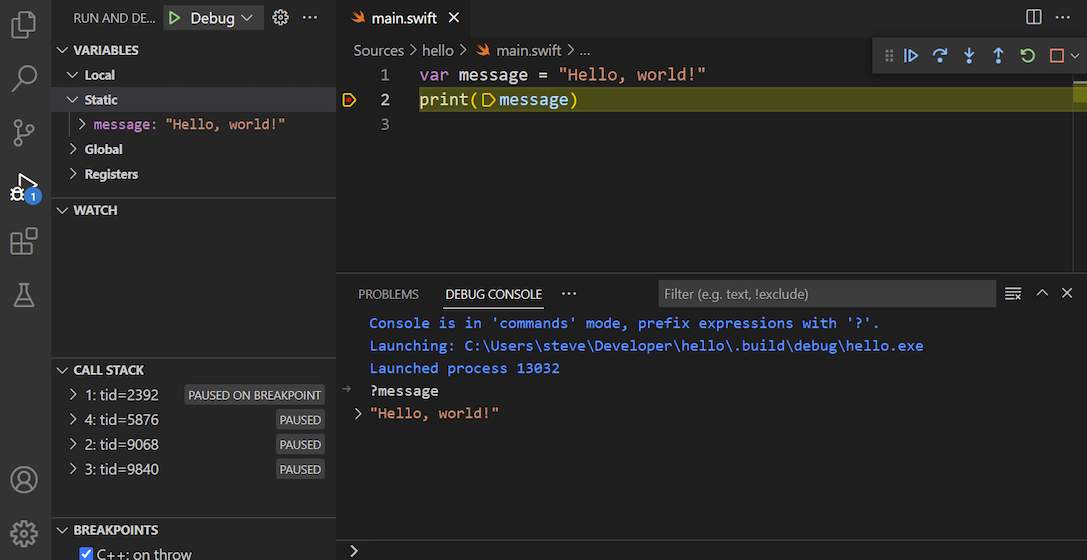 RUN AND DE... Debug
VARIABLES
Local
Static
message: "Hello, world!"
Global
Registers
WATCH
CALL STACK
1: tid=2392 PAUSED ON BREAKPOINT
4: tid=5876 PAUSED
2: tid=9068 PAUSED
3: tid=9840 PAUSED
BREAKPOINTS
C++: on throw
1
main.swift
Sources > hello > main.swift > ...
1 var message = "Hello, world!"
2 print(message)
3
PROBLEMS DEBUG CONSOLE Filter (e.g. text, !exclude)
Console is in 'commands' mode, prefix expressions with '?'.
Launching: C:\Users\steve\Developer\hello\.build\debug\hello.exe
Launched process 13032
?message
"Hello, world!"